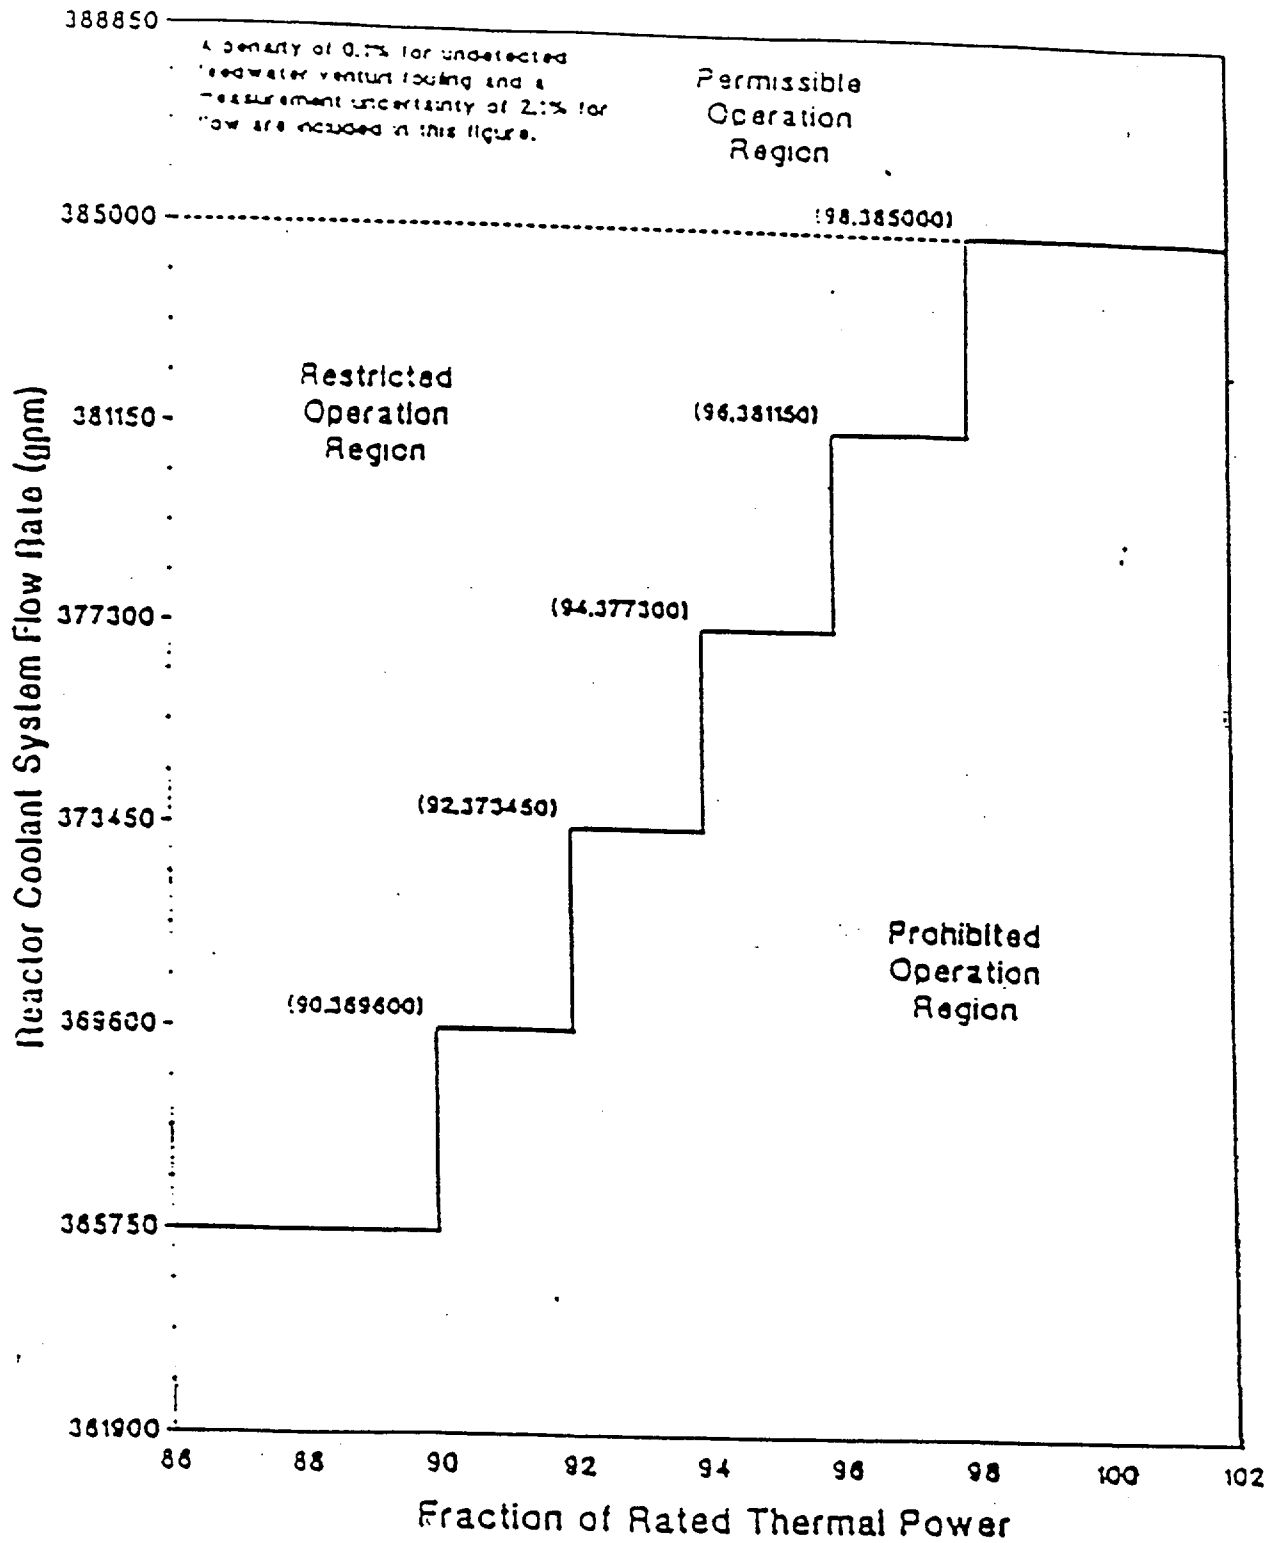 388850
A penalty of 0.1% for undetected
feedwater venturi fouling and a
measurement uncertainty of 2.1% for
flow are included in this figure.
Permissible
Operation
Region
385000
(98,385000)
Restricted
Operation
Region
381150
(96,381150)
377300
(94,377300)
373450
(92,373450)
Prohibited
Operation
Region
369600
(90,369600)
365750
361900
86 88 90 92 94 96 98 100 102
Reactor Coolant System Flow Rate (gpm)
Fraction of Rated Thermal Power